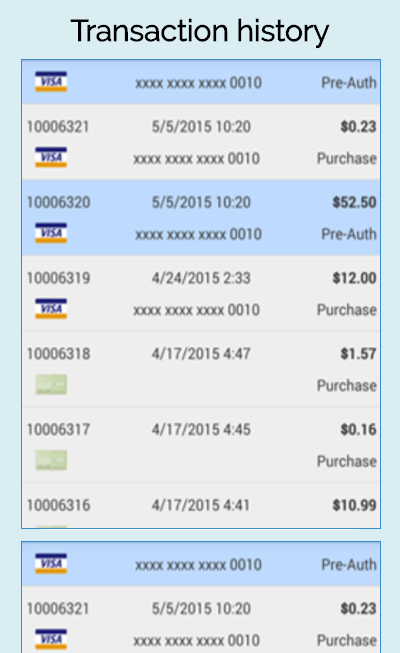 Transaction history
VISA xxxx xxxx xxxx 0010 Pre-Auth
10006321 5/5/2015 10:20 $0.23
VISA xxxx xxxx xxxx 0010 Purchase
10006320 5/5/2015 10:20 $52.50
VISA xxxx xxxx xxxx 0010 Pre-Auth
10006319 4/24/2015 2:33 $12.00
VISA xxxx xxxx xxxx 0010 Purchase
10006318 4/17/2015 4:47 $1.57
Purchase
10006317 4/17/2015 4:45 $0.16
Purchase
10006316 4/17/2015 4:41 $10.99
VISA xxxx xxxx xxxx 0010 Pre-Auth
10006321 5/5/2015 10:20 $0.23
VISA xxxx xxxx xxxx 0010 Purchase